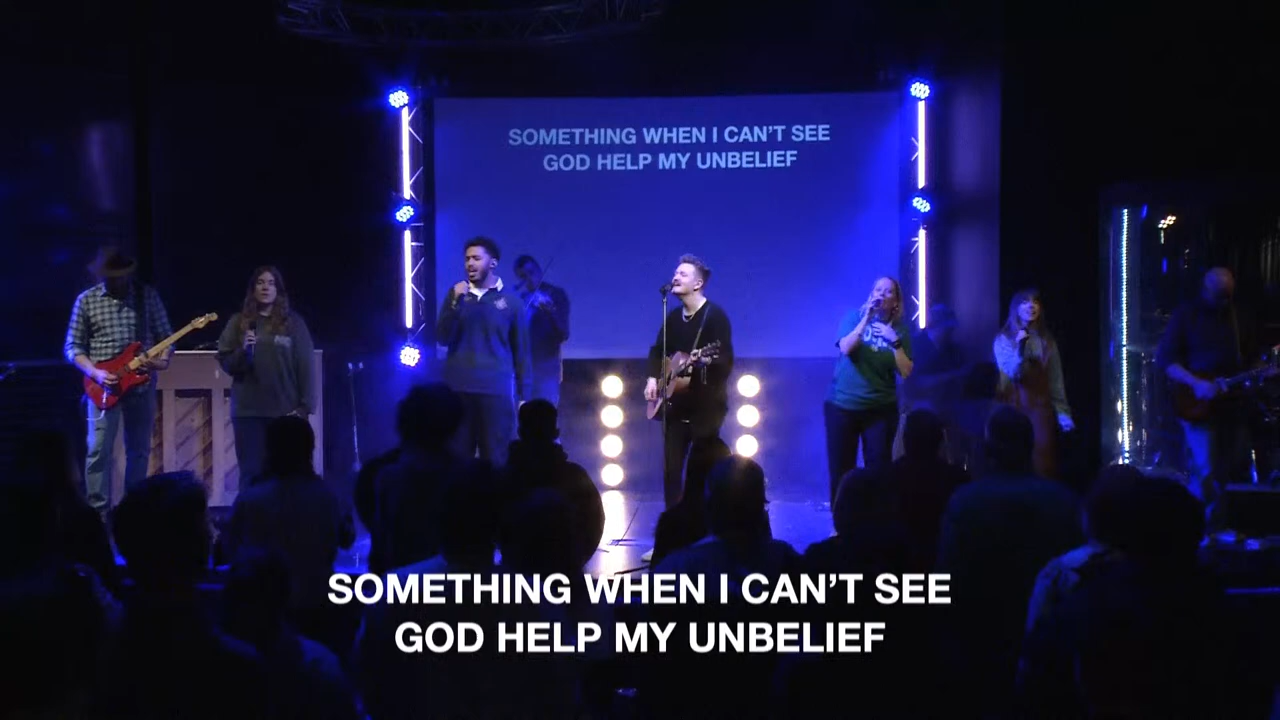 SOMETHING WHEN I CAN'T SEE
GOD HELP MY UNBELIEF
SOMETHING WHEN I CAN’T SEE
GOD HELP MY UNBELIEF